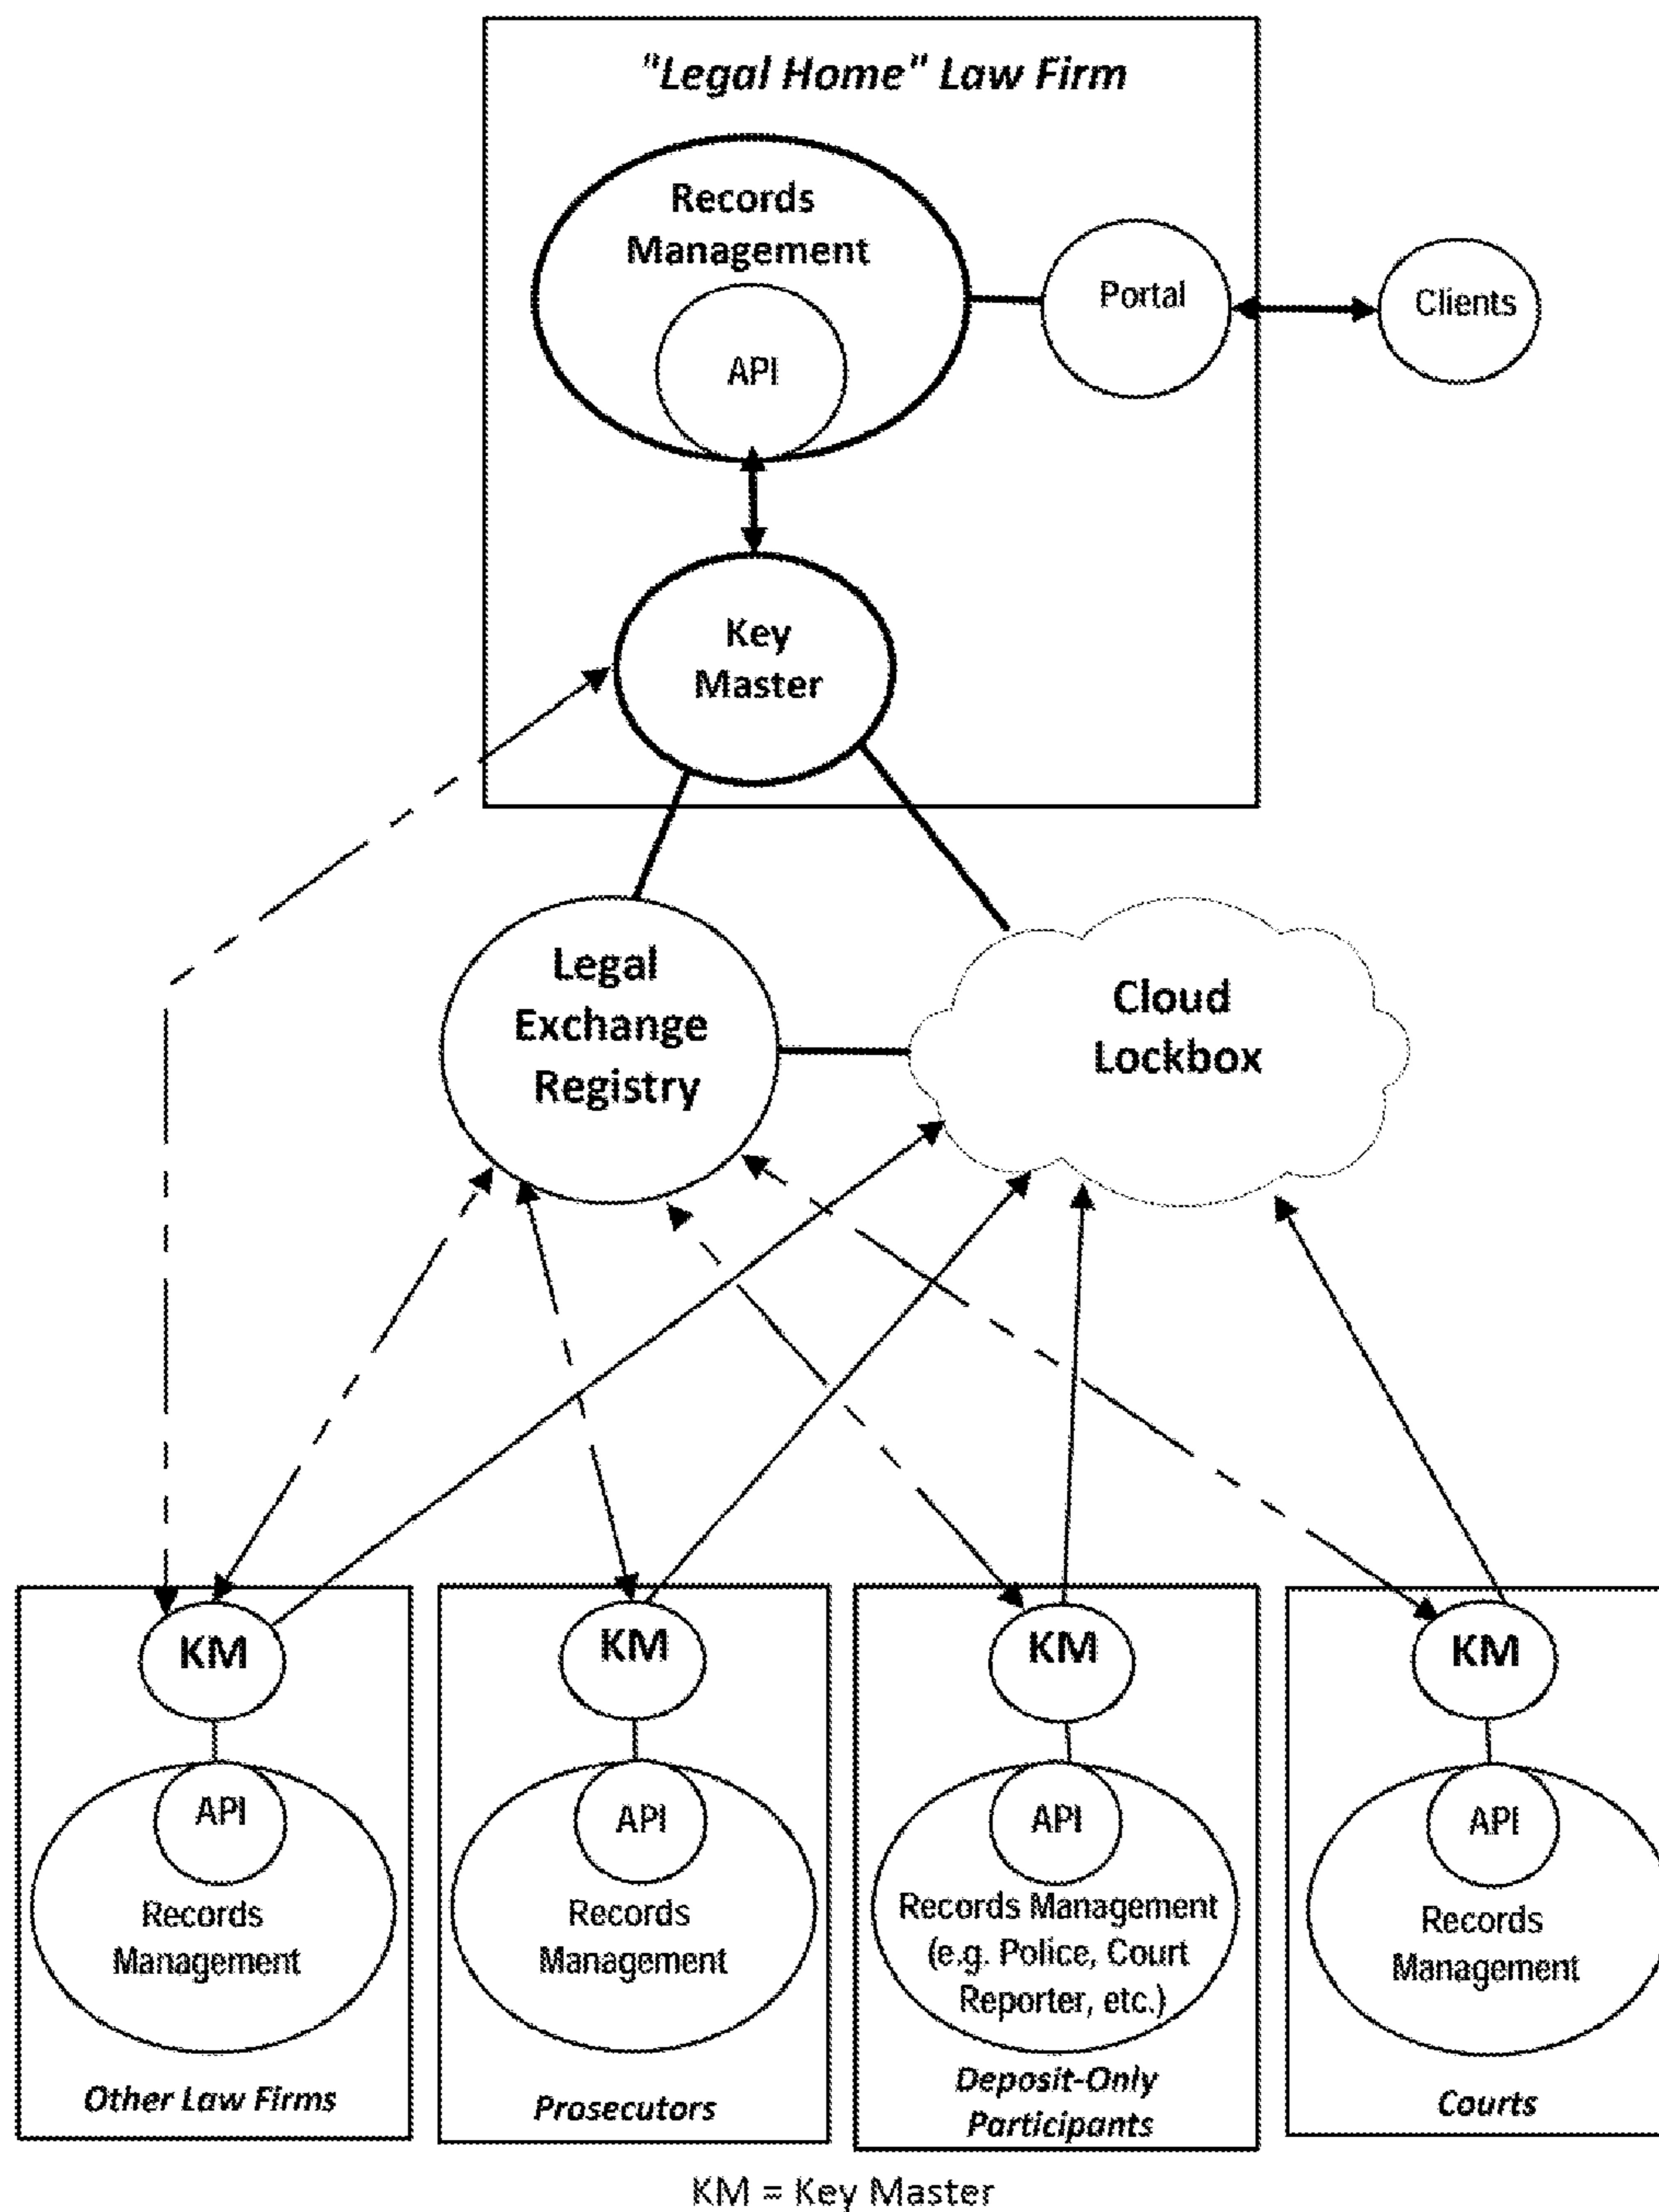 "Legal Home" Law Firm
Records
Management
API
Portal
Clients
Key
Master
Legal
Exchange
Registry
Cloud
Lockbox
KM
API
Records
Management
Other Law Firms
KM
API
Records
Management
Prosecutors
KM
API
Records Management
(e.g. Police, Court
Reporter, etc.)
Deposit-Only
Participants
KM
API
Records
Management
Courts
KM = Key Master